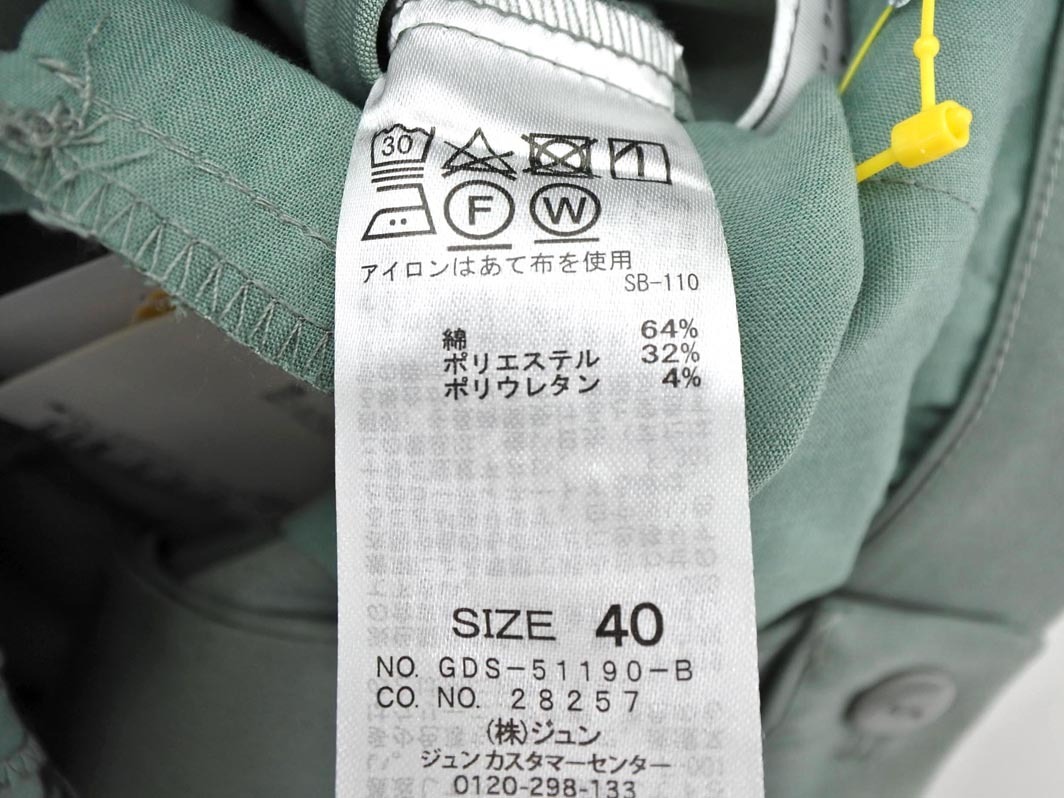 30
F W
アイロンはあて布を使用
SB-110
綿 64%
ポリエステル 32%
ポリウレタン 4%
SIZE 40
NO. GDS-51190-B
CO. NO. 28257
(株)ジュン
ジュンカスタマーセンター
0120-298-133